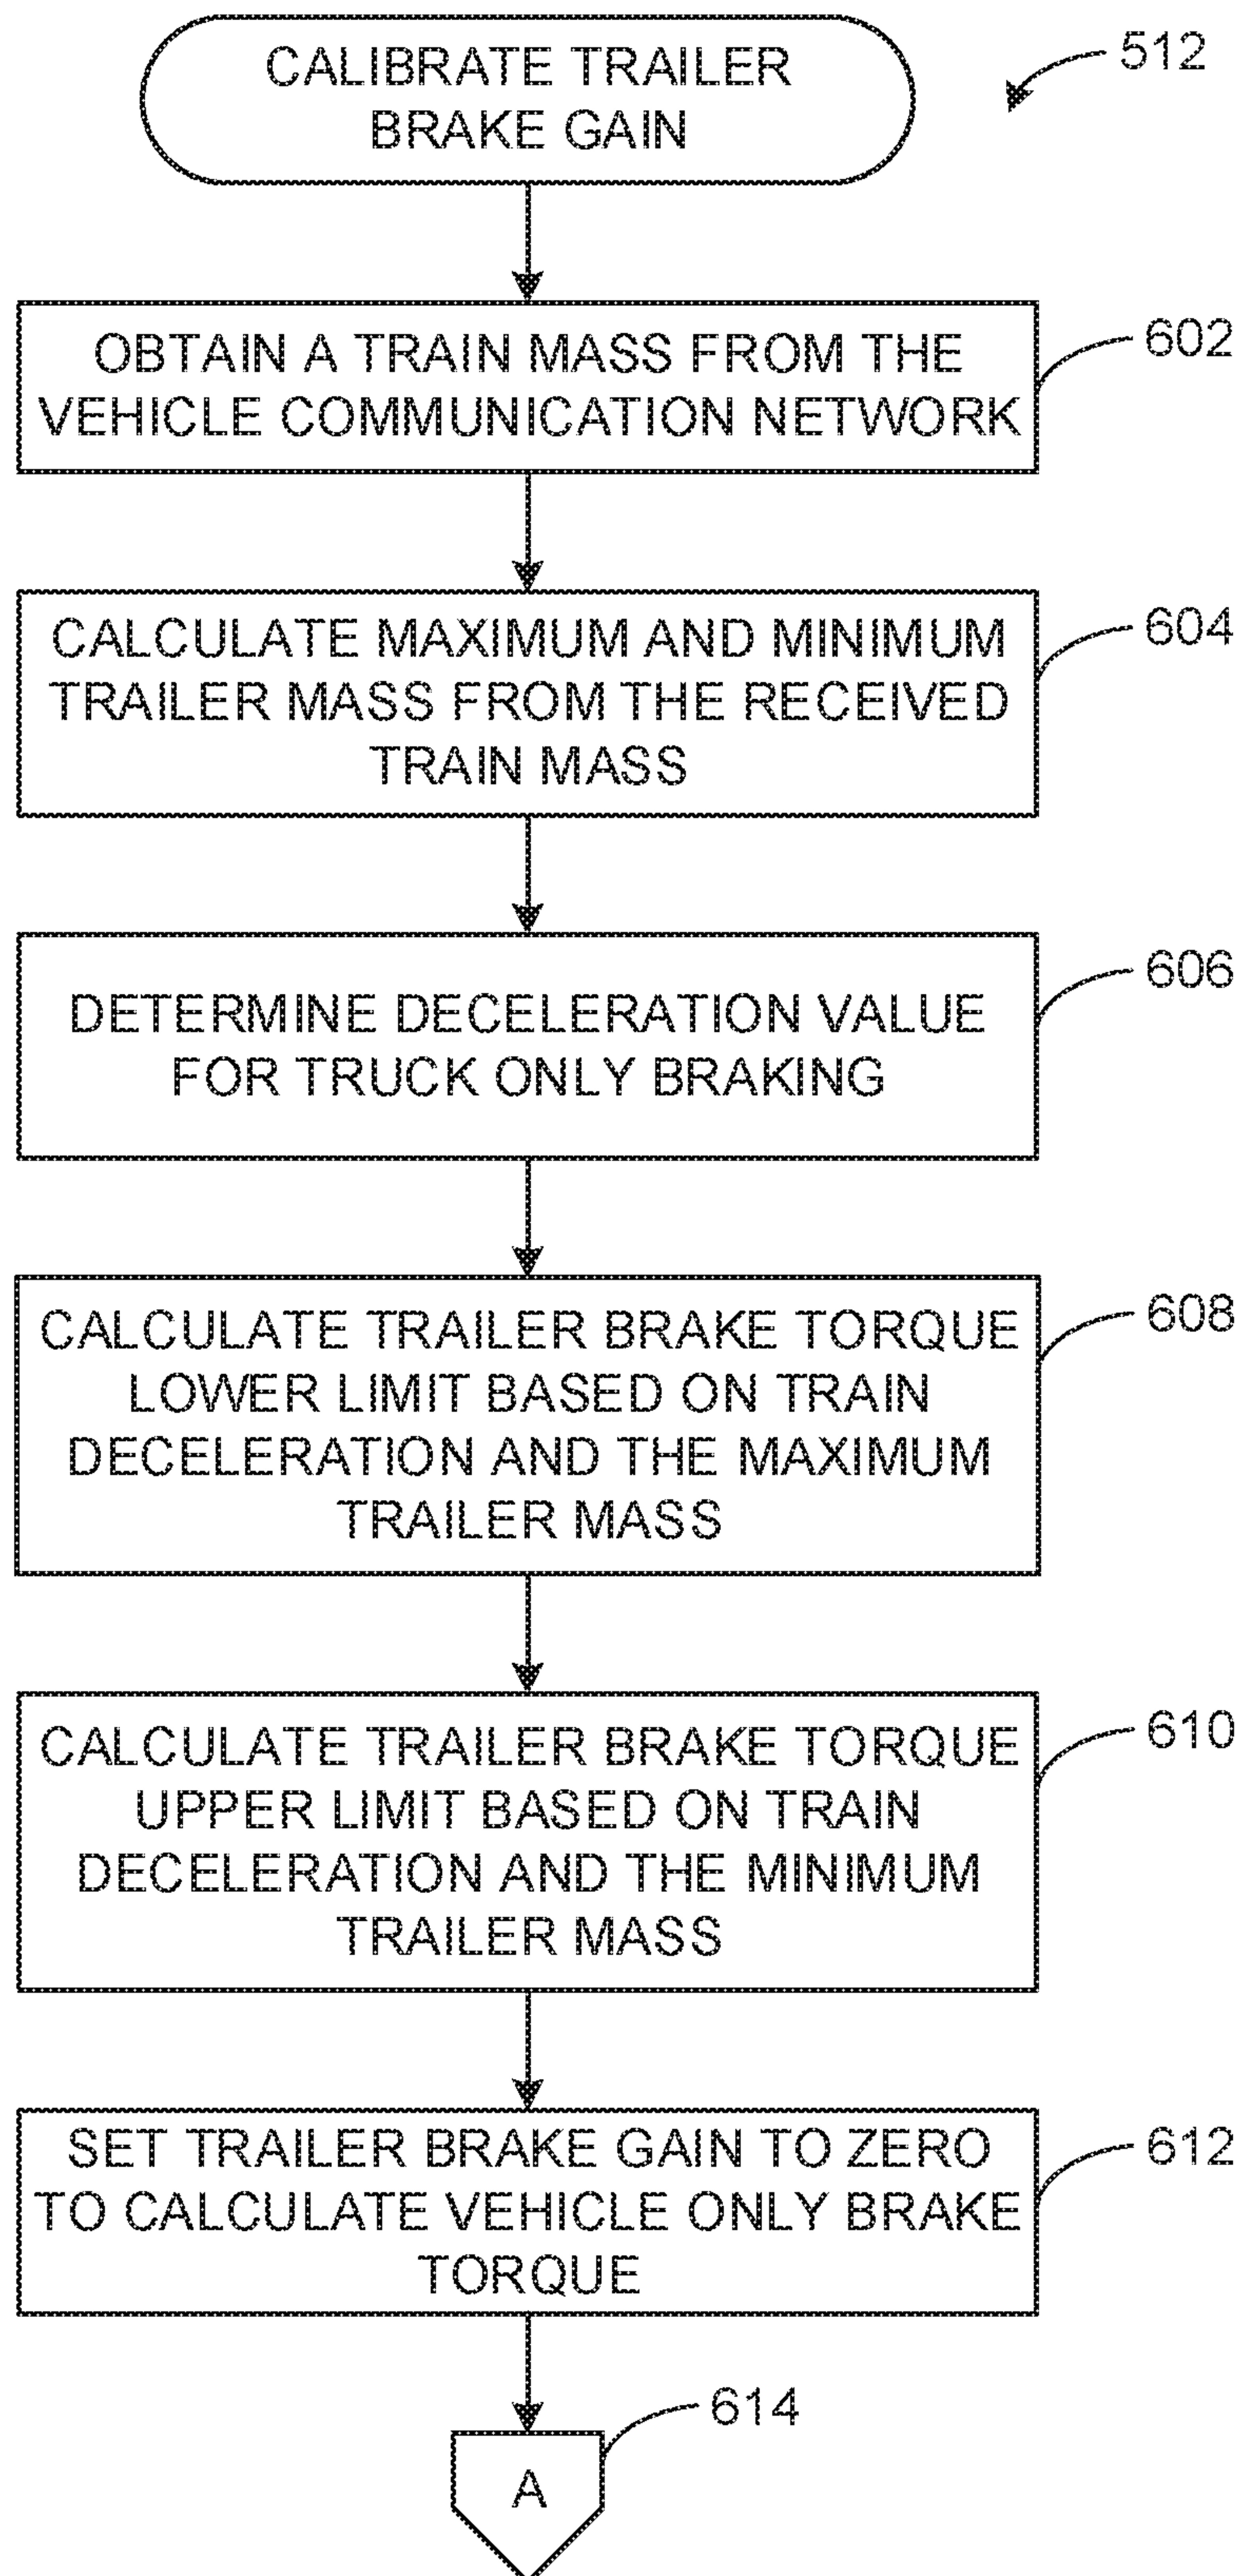 CALIBRATE TRAILER
BRAKE GAIN
512
OBTAIN A TRAIN MASS FROM THE
VEHICLE COMMUNICATION NETWORK
602
CALCULATE MAXIMUM AND MINIMUM
TRAILER MASS FROM THE RECEIVED
TRAIN MASS
604
DETERMINE DECELERATION VALUE
FOR TRUCK ONLY BRAKING
606
CALCULATE TRAILER BRAKE TORQUE
LOWER LIMIT BASED ON TRAIN
DECELERATION AND THE MAXIMUM
TRAILER MASS
608
CALCULATE TRAILER BRAKE TORQUE
UPPER LIMIT BASED ON TRAIN
DECELERATION AND THE MINIMUM
TRAILER MASS
610
SET TRAILER BRAKE GAIN TO ZERO
TO CALCULATE VEHICLE ONLY BRAKE
TORQUE
612
A
614